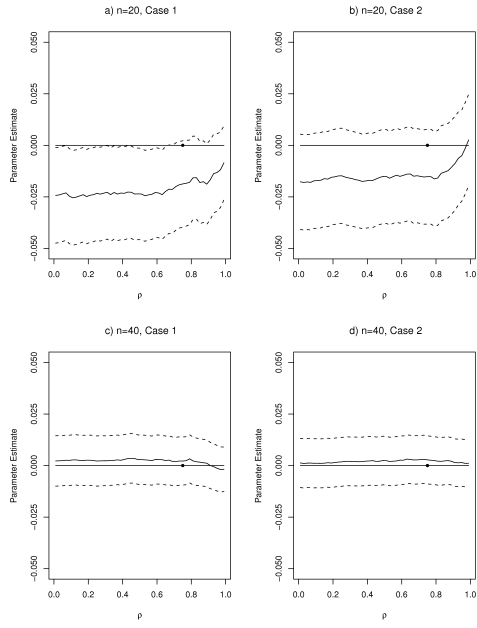 a) n=20, Case 1
Parameter Estimate
0.050
0.025
0.000
−0.025
−0.050
0.0 0.2 0.4 0.6 0.8 1.0
ρ
b) n=20, Case 2
Parameter Estimate
0.050
0.025
0.000
−0.025
−0.050
0.0 0.2 0.4 0.6 0.8 1.0
ρ
c) n=40, Case 1
Parameter Estimate
0.050
0.025
0.000
−0.025
−0.050
0.0 0.2 0.4 0.6 0.8 1.0
ρ
d) n=40, Case 2
Parameter Estimate
0.050
0.025
0.000
−0.025
−0.050
0.0 0.2 0.4 0.6 0.8 1.0
ρ